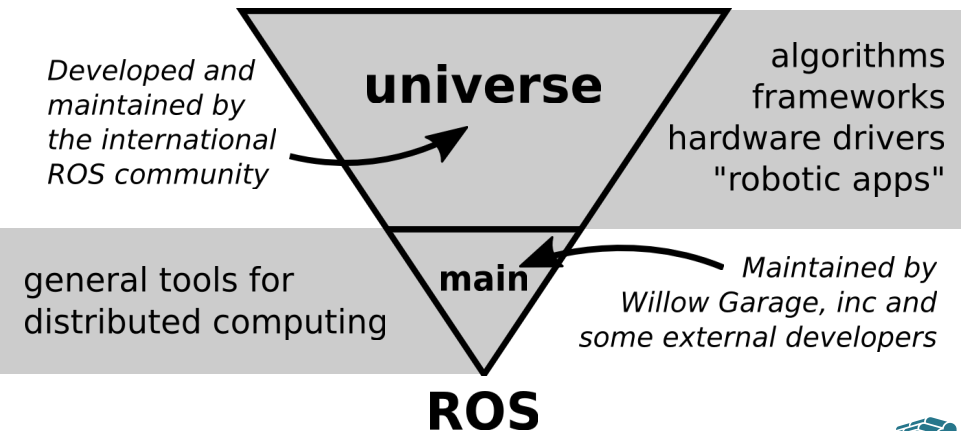 Developed and
maintained by
the international
ROS community
universe
algorithms
frameworks
hardware drivers
"robotic apps"
general tools for
distributed computing
main
Maintained by
Willow Garage, inc and
some external developers
ROS